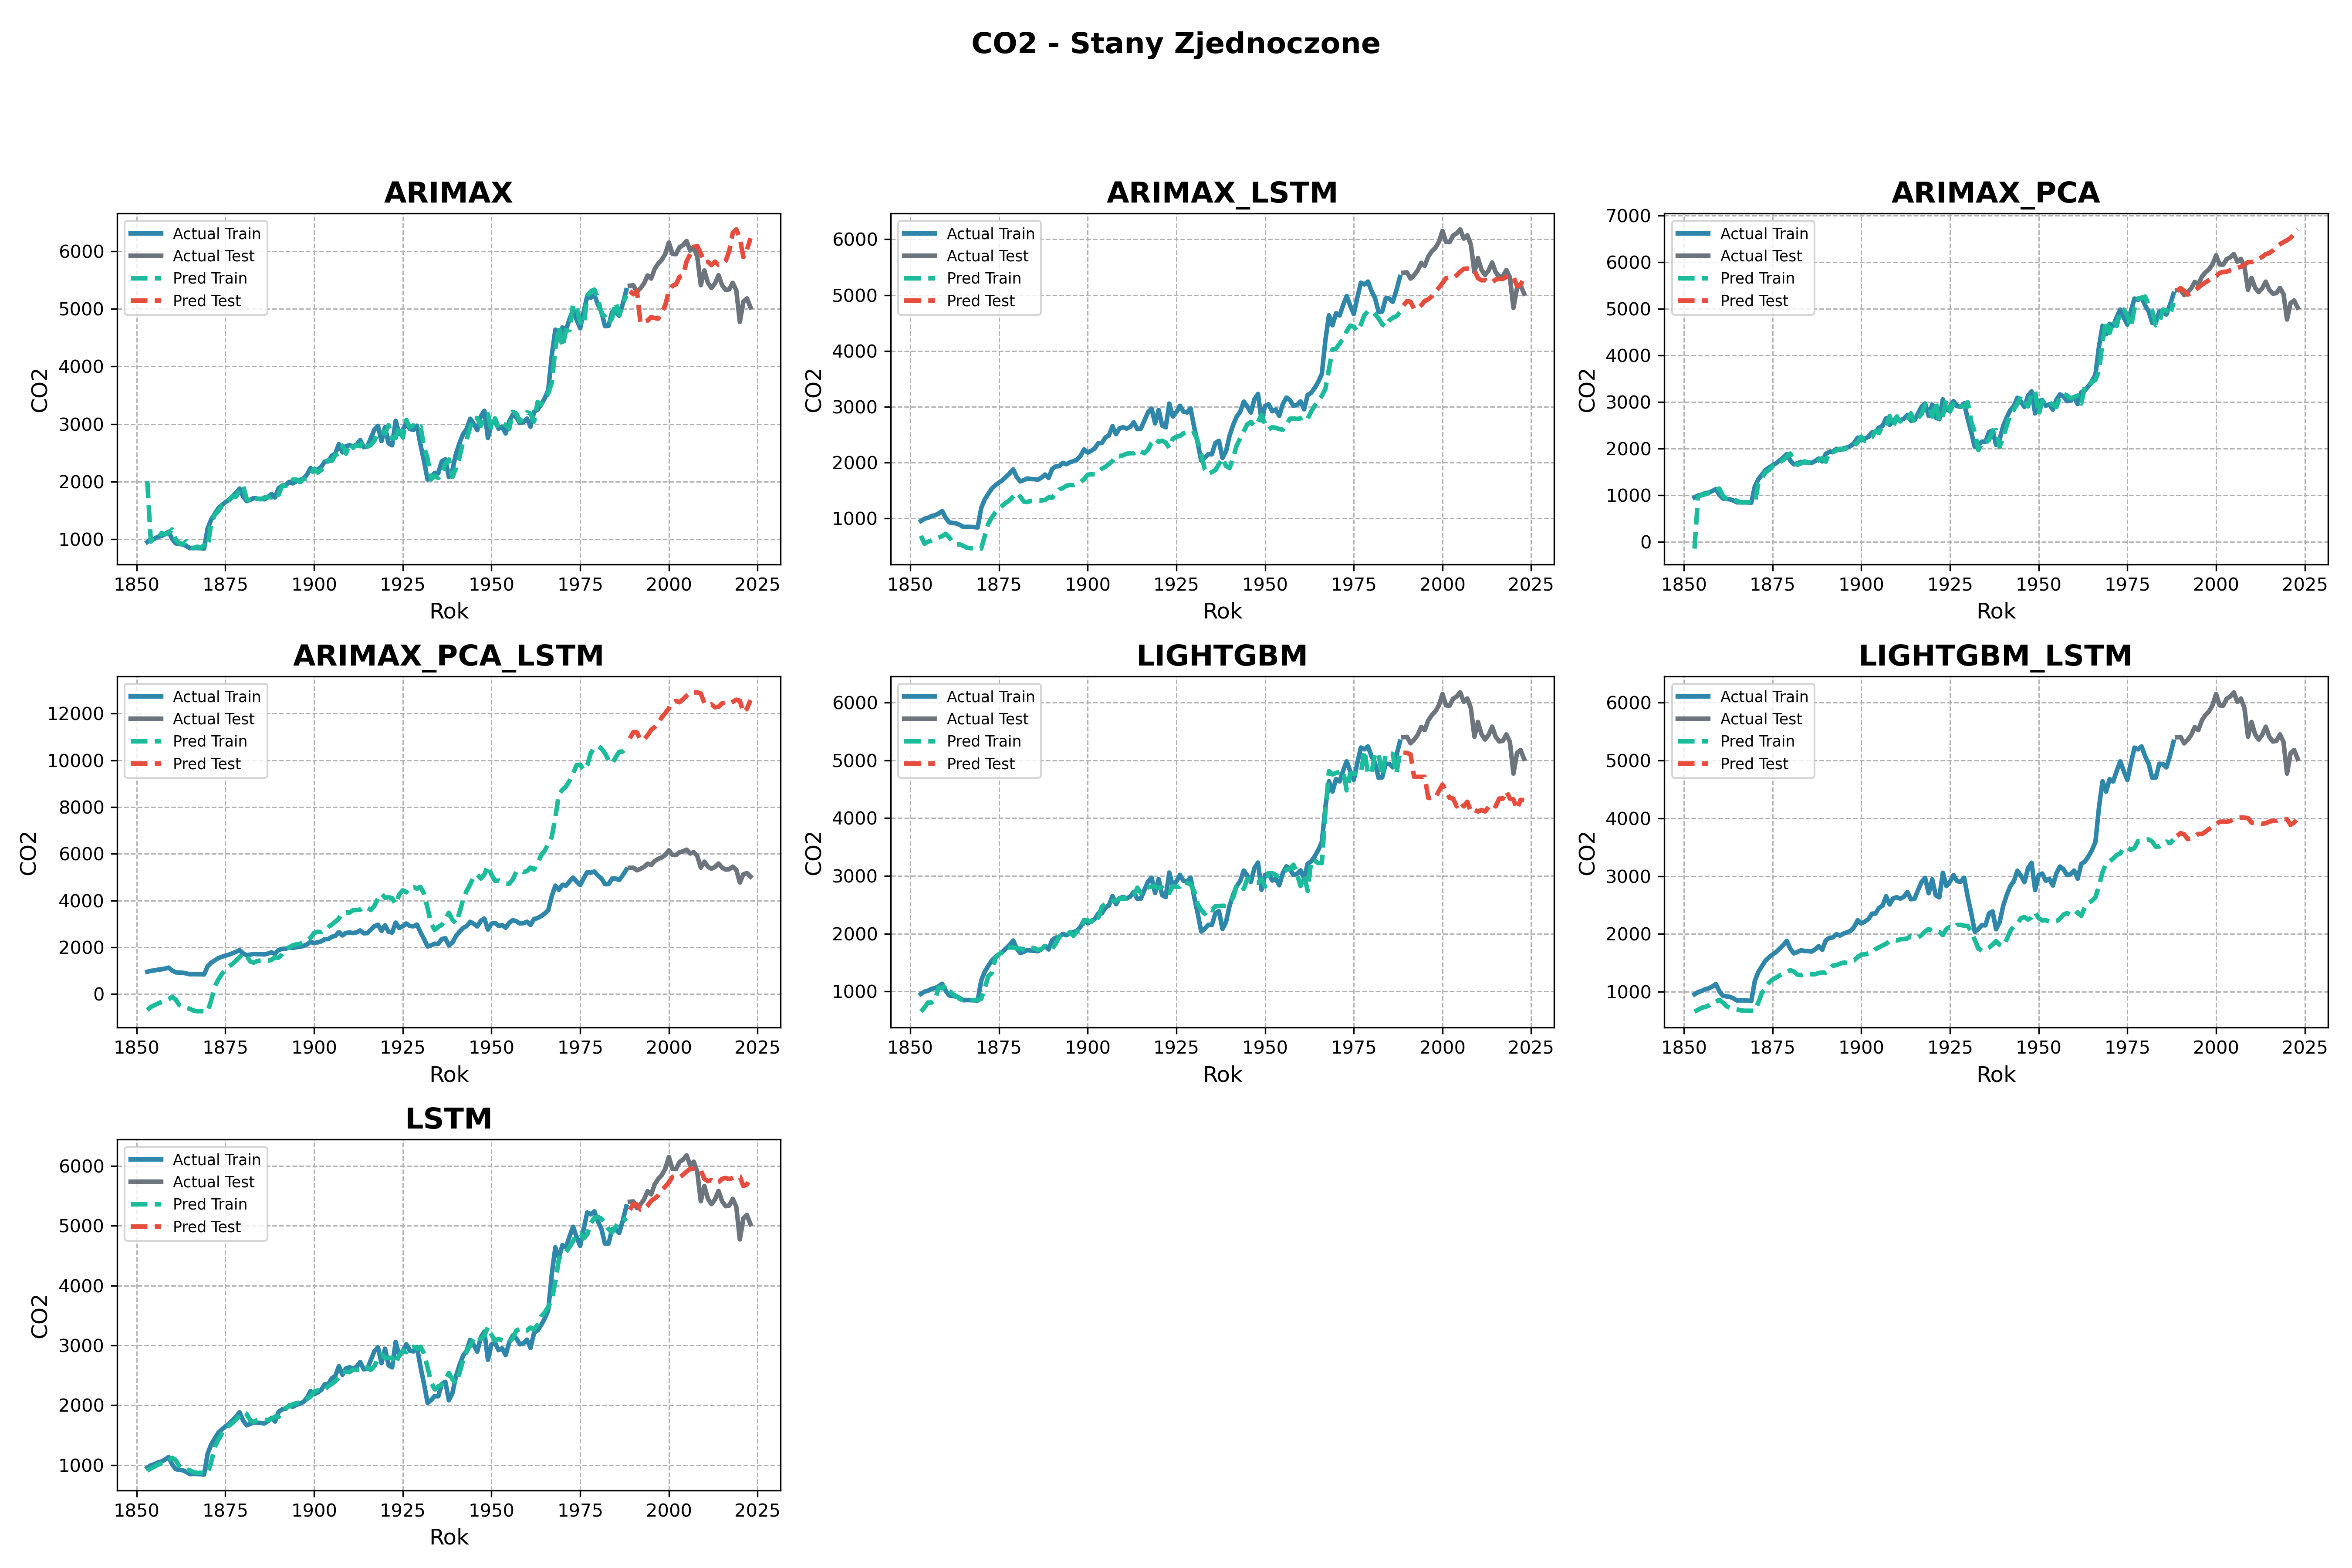 CO2 - Stany Zjednoczone
ARIMAX
Actual Train
Actual Test
Pred Train
Pred Test
6000
5000
4000
3000
2000
1000
CO2
1850 1875 1900 1925 1950 1975 2000 2025
Rok
ARIMAX_LSTM
Actual Train
Actual Test
Pred Train
Pred Test
6000
5000
4000
3000
2000
1000
CO2
1850 1875 1900 1925 1950 1975 2000 2025
Rok
ARIMAX_PCA
Actual Train
Actual Test
Pred Train
Pred Test
7000
6000
5000
4000
3000
2000
1000
0
CO2
1850 1875 1900 1925 1950 1975 2000 2025
Rok
ARIMAX_PCA_LSTM
Actual Train
Actual Test
Pred Train
Pred Test
12000
10000
8000
6000
4000
2000
0
CO2
1850 1875 1900 1925 1950 1975 2000 2025
Rok
LIGHTGBM
Actual Train
Actual Test
Pred Train
Pred Test
6000
5000
4000
3000
2000
1000
CO2
1850 1875 1900 1925 1950 1975 2000 2025
Rok
LIGHTGBM_LSTM
Actual Train
Actual Test
Pred Train
Pred Test
6000
5000
4000
3000
2000
1000
CO2
1850 1875 1900 1925 1950 1975 2000 2025
Rok
LSTM
Actual Train
Actual Test
Pred Train
Pred Test
6000
5000
4000
3000
2000
1000
CO2
1850 1875 1900 1925 1950 1975 2000 2025
Rok